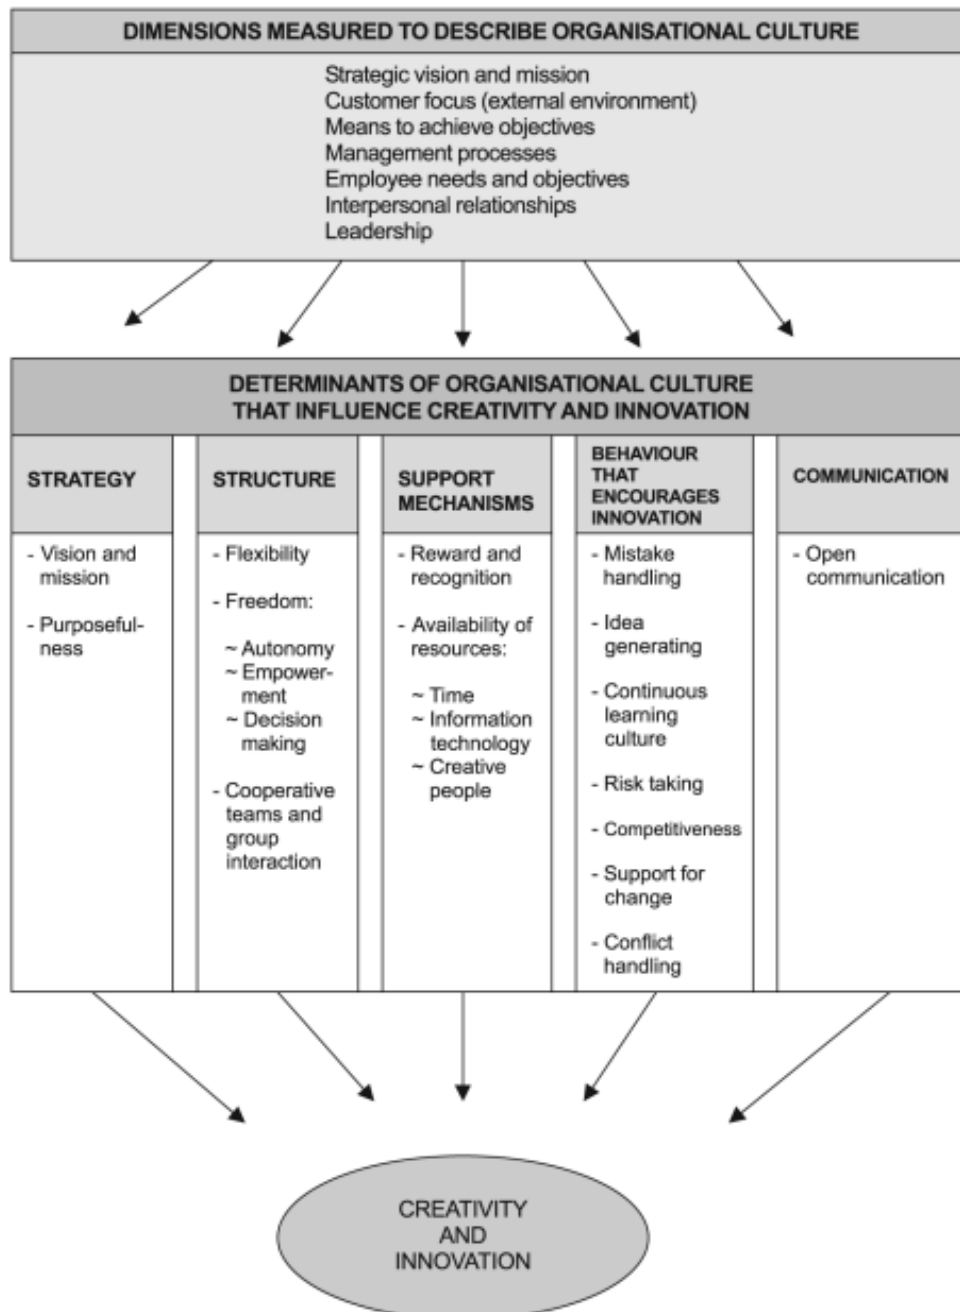 DIMENSIONS MEASURED TO DESCRIBE ORGANISATIONAL CULTURE
Strategic vision and mission
Customer focus (external environment)
Means to achieve objectives
Management processes
Employee needs and objectives
Interpersonal relationships
Leadership
DETERMINANTS OF ORGANISATIONAL CULTURE
THAT INFLUENCE CREATIVITY AND INNOVATION
STRATEGY
- Vision and
mission
- Purposeful-
ness
STRUCTURE
- Flexibility
- Freedom:
~ Autonomy
~ Empower-
ment
~ Decision
making
- Cooperative
teams and
group
interaction
SUPPORT
MECHANISMS
- Reward and
recognition
- Availability of
resources:
~ Time
~ Information
technology
~ Creative
people
BEHAVIOUR
THAT
ENCOURAGES
INNOVATION
- Mistake
handling
- Idea
generating
- Continuous
learning
culture
- Risk taking
- Competitiveness
- Support for
change
- Conflict
handling
COMMUNICATION
- Open
communication
CREATIVITY
AND
INNOVATION